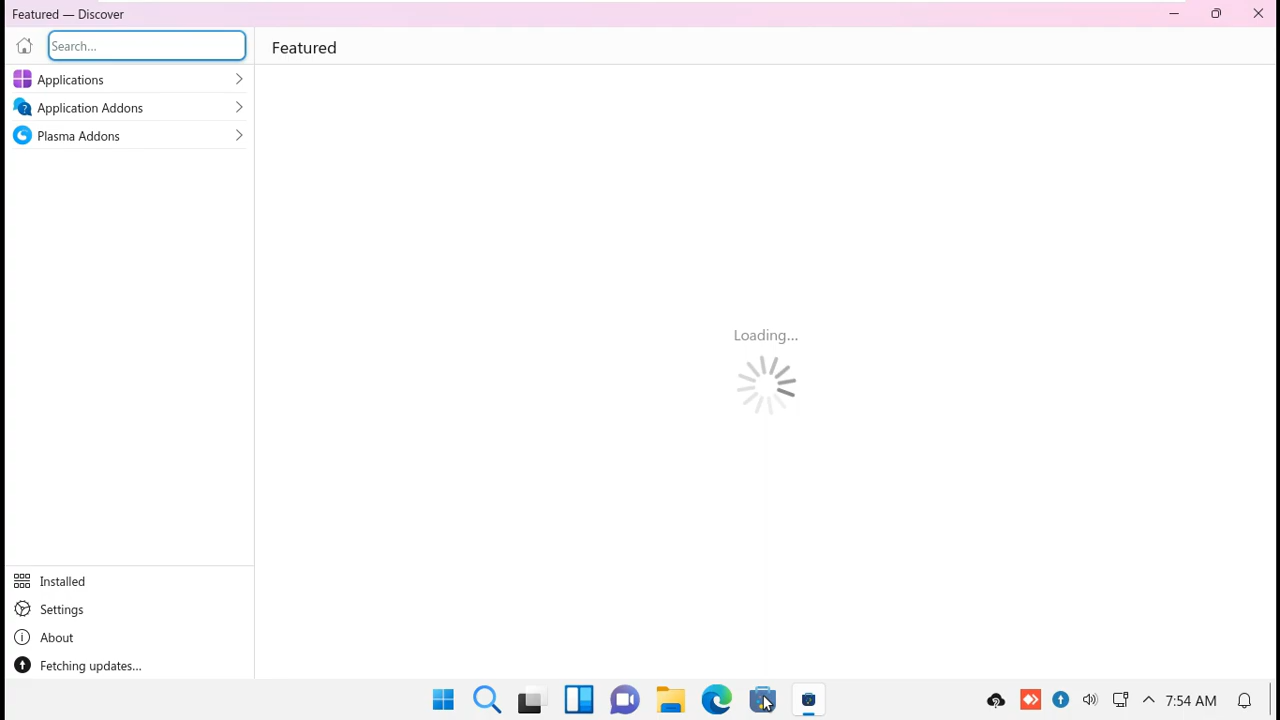 Featured — Discover
Search...
Featured
Applications
Application Addons
Plasma Addons
Loading...
Installed
Settings
About
Fetching updates...
7:54 AM